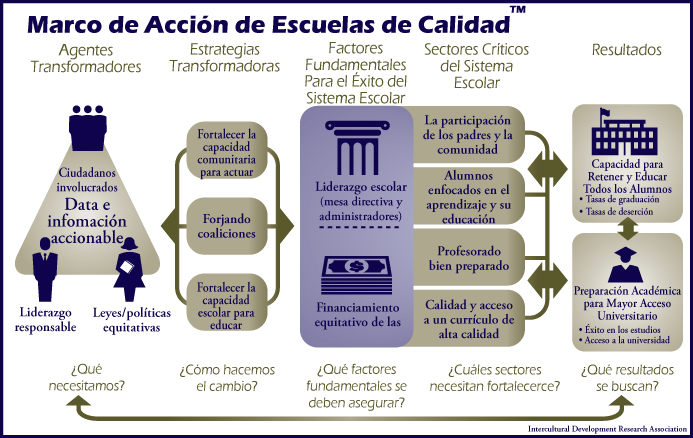 Marco de Acción de Escuelas de Calidad™
Agentes
Transformadores
Estrategias
Transformadoras
Factores
Fundamentales
Para el Éxito del
Sistema Escolar
Sectores Críticos
del Sistema
Escolar
Resultados
Ciudadanos
involucrados
Data e
infomación
accionable
Liderazgo
responsable
Leyes/políticas
equitativas
Fortalecer la
capacidad
comunitaria
para actuar
Forjando
coaliciones
Fortalecer la
capacidad
escolar para
educar
Liderazgo escolar
(mesa directiva y
administradores)
Financiamiento
equitativo de las
La participación
de los padres y la
comunidad
Alumnos
enfocados en el
aprendizaje y su
educación
Profesorado
bien preparado
Calidad y acceso
a un currículo de
alta calidad
Capacidad para
Retener y Educar
Todos los Alumnos
• Tasas de graduación
• Tasas de deserción
Preparación Académica
para Mayor Acceso
Universitario
• Éxito en los estudios
• Acceso a la universidad
¿Qué
necesitamos?
¿Cómo hacemos
el cambio?
¿Qué factores
fundamentales se
deben asegurar?
¿Cuáles sectores
necesitan fortalecerce?
¿Qué resultados
se buscan?
Intercultural Development Research Association